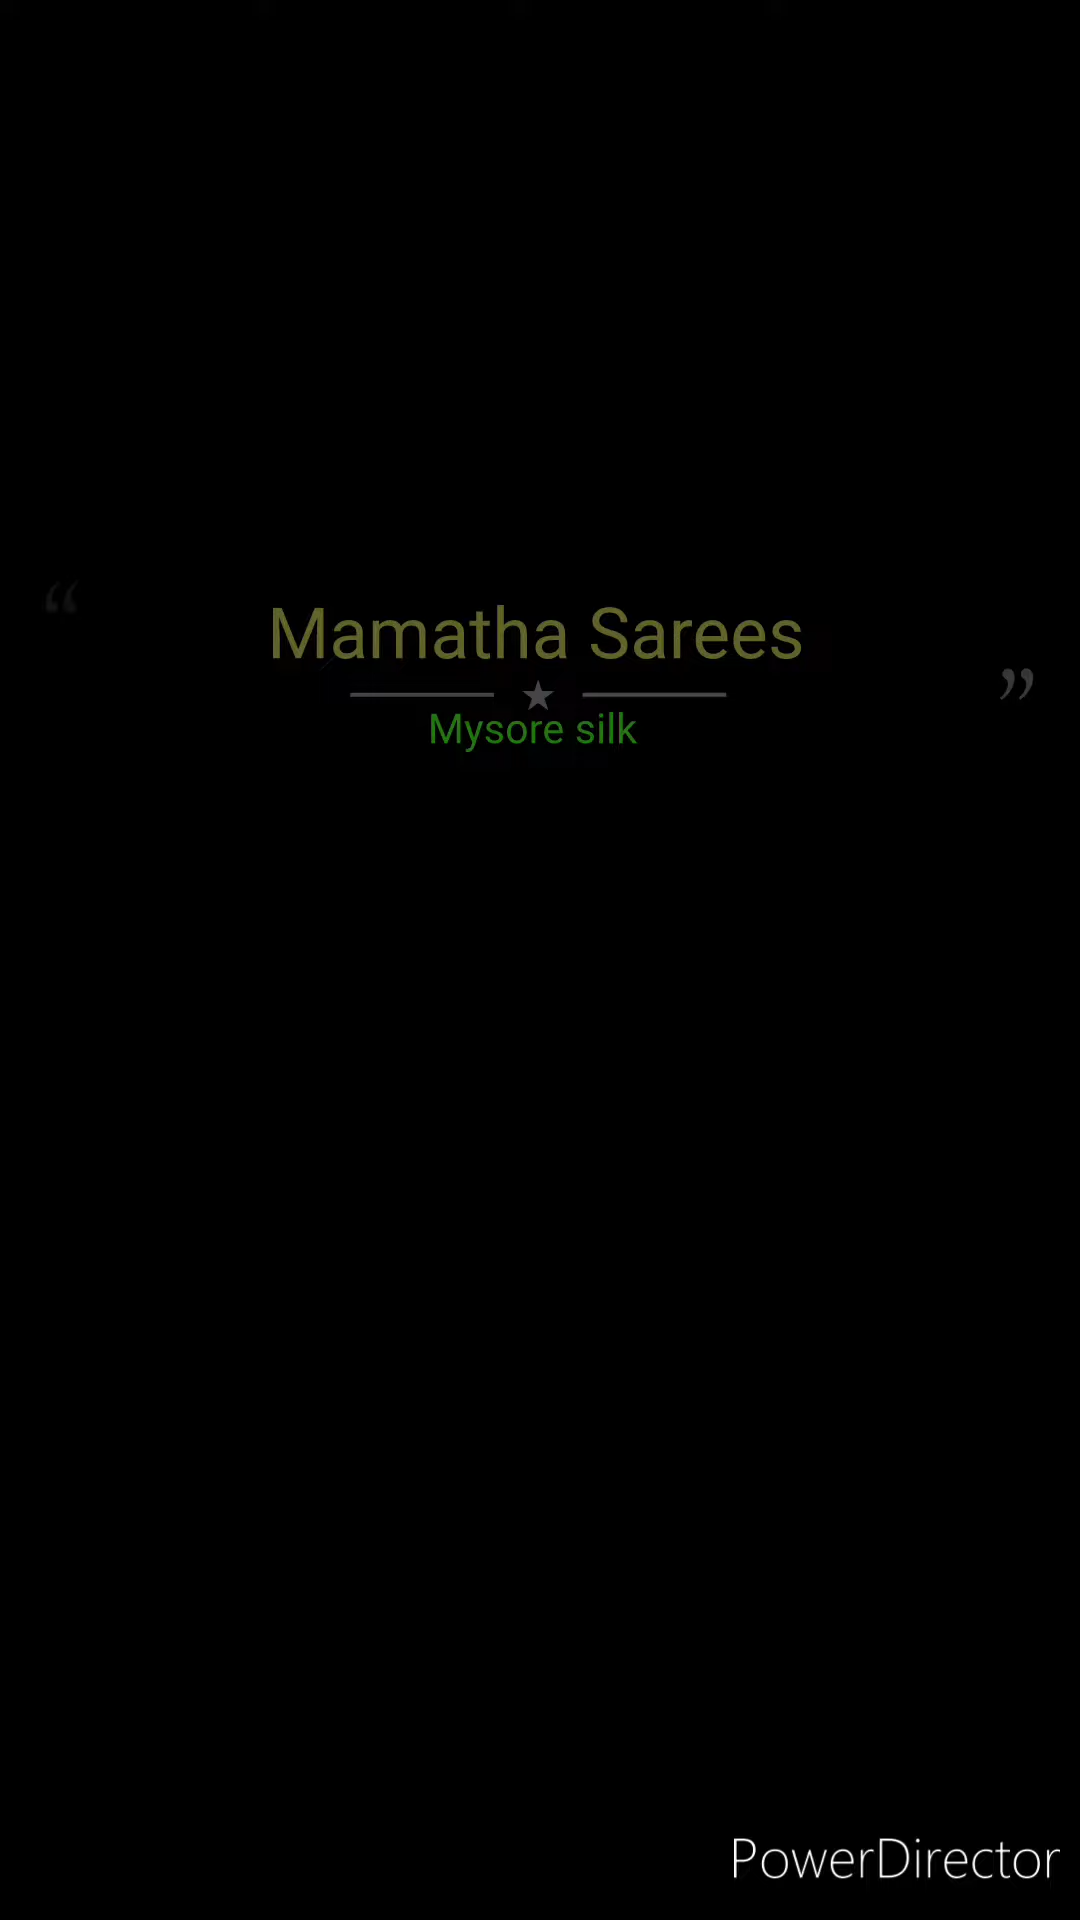 “
Mamatha Sarees
”
★
Mysore silk
PowerDirector